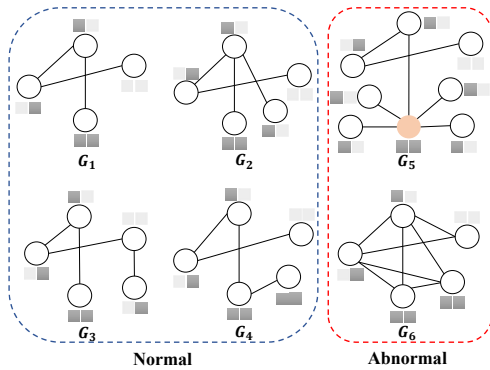 G₁
G₂
G₅
G₃
G₄
G₆
Normal
Abnormal